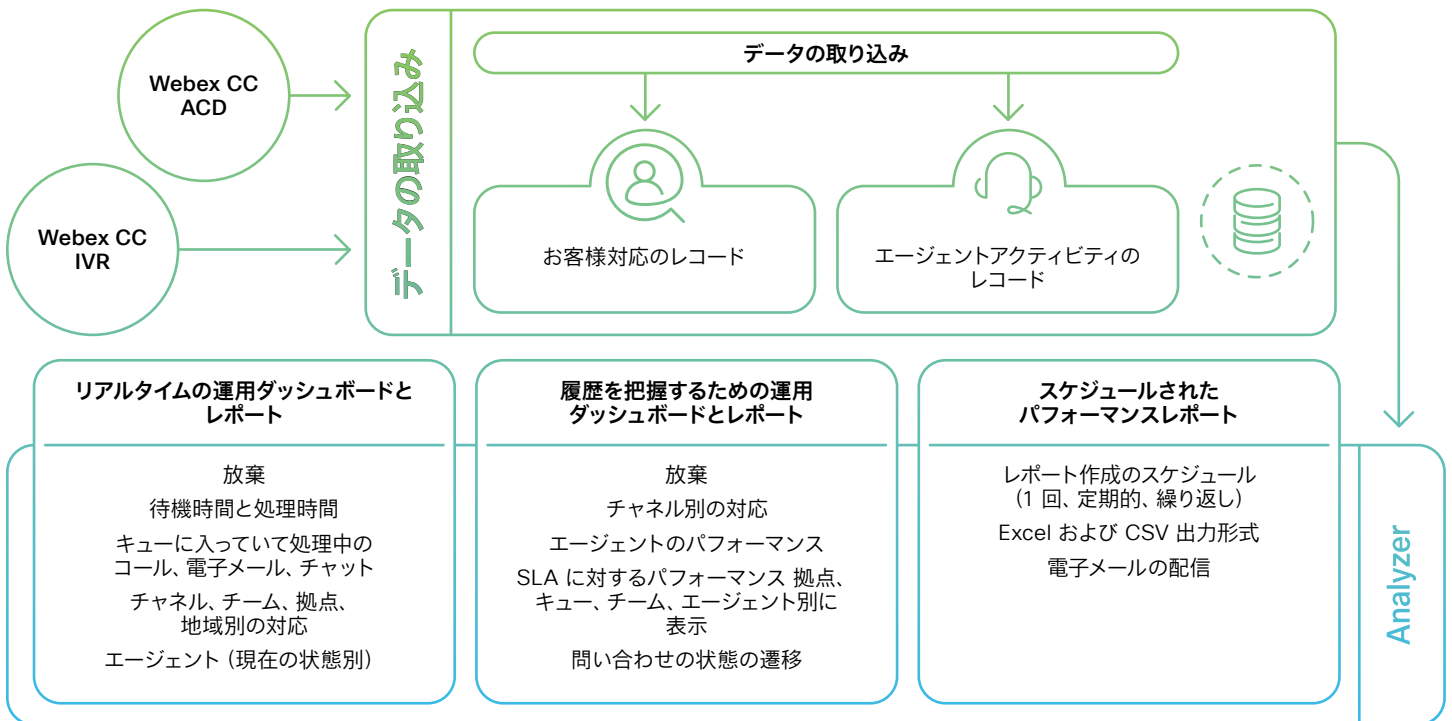 Webex CC
ACD
Webex CC
IVR
データの取り込み
データの取り込み
お客様対応のレコード
エージェントアクティビティの
レコード
リアルタイムの運用ダッシュボードと
レポート
放棄
待機時間と処理時間
キューに入っていて処理中の
コール、電子メール、チャット
チャネル、チーム、拠点、
地域別の対応
エージェント（現在の状態別）
履歴を把握するための運用
ダッシュボードとレポート
放棄
チャネル別の対応
エージェントのパフォーマンス
SLA に対するパフォーマンス 拠点、
キュー、チーム、エージェント別に
表示
問い合わせの状態の遷移
スケジュールされた
パフォーマンスレポート
レポート作成のスケジュール
（1 回、定期的、繰り返し）
Excel および CSV 出力形式
電子メールの配信
Analyzer